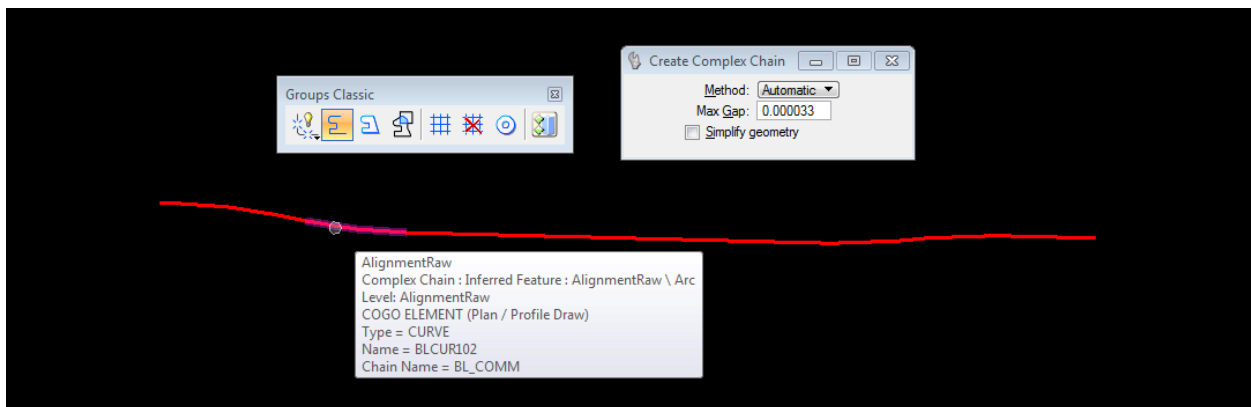 Create Complex Chain
Groups Classic
Method: Automatic
Max Gap: 0.000033
Simplify geometry
AlignmentRaw
Complex Chain : Inferred Feature : AlignmentRaw \ Arc
Level: AlignmentRaw
COGO ELEMENT (Plan / Profile Draw)
Type = CURVE
Name = BLCUR102
Chain Name = BL_COMM